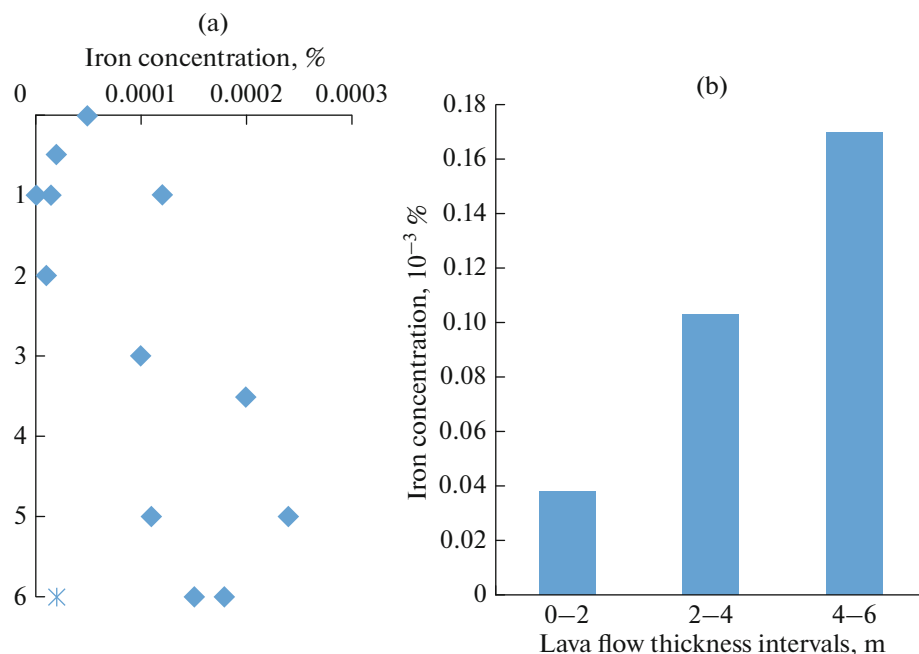 (a)
Iron concentration, %
0 0.0001 0.0002 0.0003
1
2
3
4
5
6
(b)
Iron concentration, 10⁻³ %
0.18
0.16
0.18
0.12
0.10
0.08
0.06
0.04
0.02
0
0–2 2–4 4–6
Lava flow thickness intervals, m